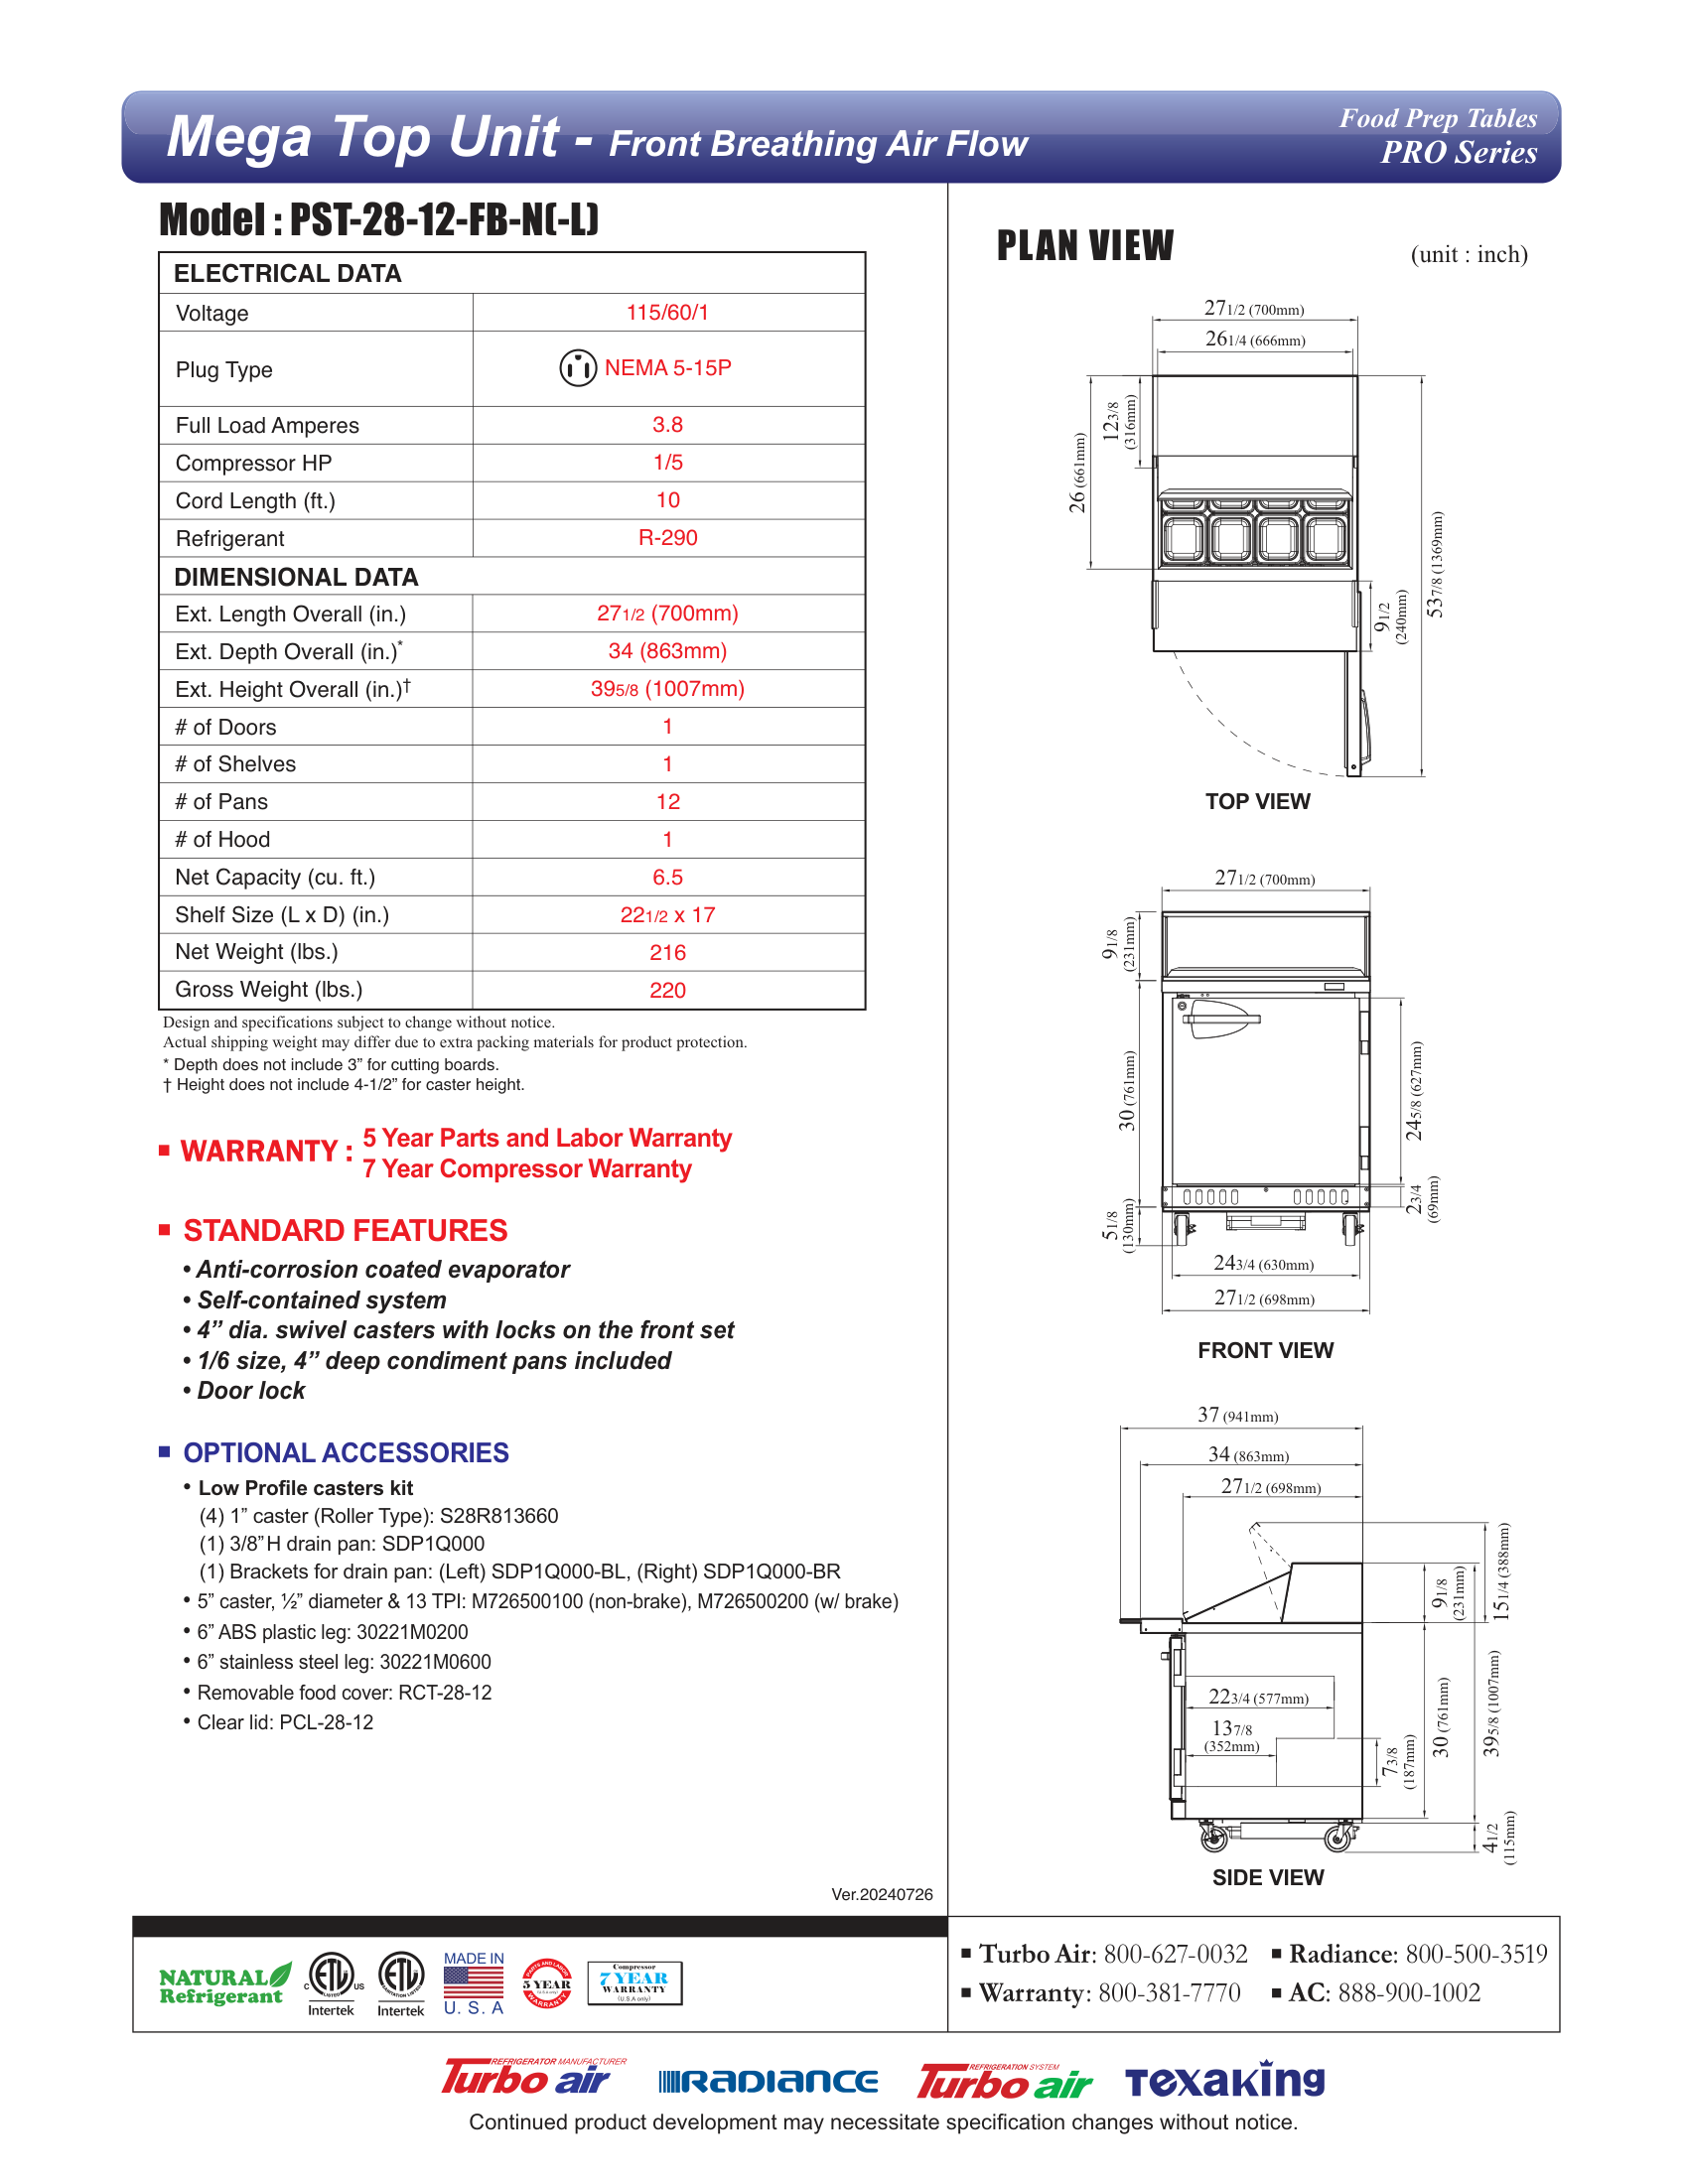 Mega Top Unit - Front Breathing Air Flow
Food Prep Tables
PRO Series
Model : PST-28-12-FB-N(-L)
ELECTRICAL DATA
Voltage 115/60/1
Plug Type NEMA 5-15P
Full Load Amperes 3.8
Compressor HP 1/5
Cord Length (ft.) 10
Refrigerant R-290
DIMENSIONAL DATA
Ext. Length Overall (in.) 27 1/2 (700mm)
Ext. Depth Overall (in.)* 34 (863mm)
Ext. Height Overall (in.)† 39 5/8 (1007mm)
# of Doors 1
# of Shelves 1
# of Pans 12
# of Hood 1
Net Capacity (cu. ft.) 6.5
Shelf Size (L x D) (in.) 22 1/2 x 17
Net Weight (lbs.) 216
Gross Weight (lbs.) 220
Design and specifications subject to change without notice.
Actual shipping weight may differ due to extra packing materials for product protection.
* Depth does not include 3” for cutting boards.
† Height does not include 4-1/2” for caster height.
WARRANTY :
5 Year Parts and Labor Warranty
7 Year Compressor Warranty
STANDARD FEATURES
• Anti-corrosion coated evaporator
• Self-contained system
• 4” dia. swivel casters with locks on the front set
• 1/6 size, 4” deep condiment pans included
• Door lock
OPTIONAL ACCESSORIES
• Low Profile casters kit
(4) 1” caster (Roller Type): S28R813660
(1) 3/8”H drain pan: SDP1Q000
(1) Brackets for drain pan: (Left) SDP1Q000-BL, (Right) SDP1Q000-BR
• 5” caster, ½” diameter & 13 TPI: M726500100 (non-brake), M726500200 (w/ brake)
• 6” ABS plastic leg: 30221M0200
• 6” stainless steel leg: 30221M0600
• Removable food cover: RCT-28-12
• Clear lid: PCL-28-12
Ver.20240726
PLAN VIEW
(unit : inch)
27 1/2 (700mm)
26 1/4 (666mm)
12 3/8
(316mm)
26 (661mm)
53 7/8 (1369mm)
9 1/2
(240mm)
TOP VIEW
27 1/2 (700mm)
9 1/8
(231mm)
30 (761mm)
24 5/8 (627mm)
2 3/4
(69mm)
5 1/8
(130mm)
24 3/4 (630mm)
27 1/2 (698mm)
FRONT VIEW
37 (941mm)
34 (863mm)
27 1/2 (698mm)
9 1/8
(231mm)
15 1/4 (388mm)
22 3/4 (577mm)
13 7/8
(352mm)
7 3/8
(187mm)
30 (761mm)
39 5/8 (1007mm)
4 1/2
(115mm)
SIDE VIEW
NATURAL
Refrigerant
C ETL US
LISTED
Intertek
ETL
SANITATION LISTED
Intertek
MADE IN
U. S. A
PARTS AND LABOR
5 YEAR
(U.S.A only)
WARRANTY
Compressor
7 YEAR
WARRANTY
(U.S.A only)
Turbo Air: 800-627-0032
Radiance: 800-500-3519
Warranty: 800-381-7770
AC: 888-900-1002
REFRIGERATOR MANUFACTURER
Turbo air
RADIANCE
REFRIGERATION SYSTEM
Turbo air
Texaking
Continued product development may necessitate specification changes without notice.